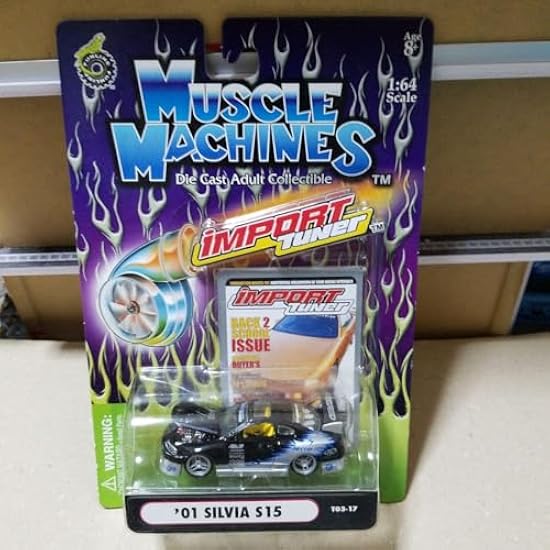 Age
8+
MUSCLE
MACHINES
TM
1:64
Scale
Die Cast Adult Collectible
IMPORT
TUNER
TM
IMPORT
TUNER
BACK 2
SCHOOL
ISSUE
BUYER'S
WARNING:
'01 SILVIA S15
T03-17